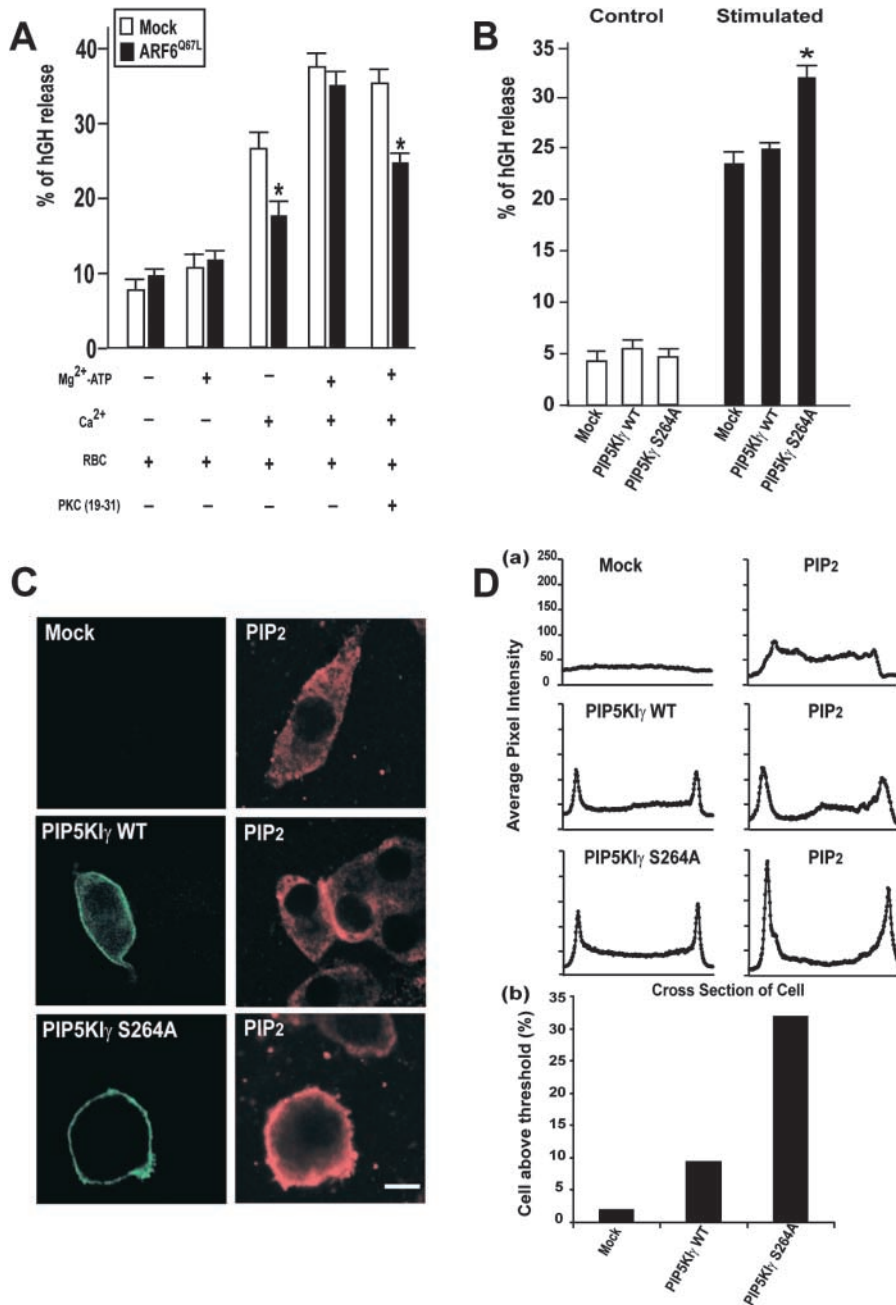 A
Mock
ARF6Q67L
% of hGH release
40
30
20
10
0
*
*
Mg2+-ATP – + – + +
Ca2+ – – + + +
RBC + + + + +
PKC (19-31) – – – – +
B
Control Stimulated
% of hGH release
35
30
25
20
15
10
5
0
*
Mock
PIP5KIγ WT
PIP5Kγ S264A
Mock
PIP5KIγ WT
PIP5Kγ S264A
C
Mock
PIP2
PIP5KIγ WT
PIP2
PIP5KIγ S264A
PIP2
D
(a)
Average Pixel Intensity
250
200
150
100
50
0
Mock
PIP2
PIP5KIγ WT
PIP2
PIP5KIγ S264A
PIP2
Cross Section of Cell
(b)
Cell above threshold (%)
35
30
25
20
15
10
5
0
Mock
PIP5KIγ WT
PIP5KIγ S264A